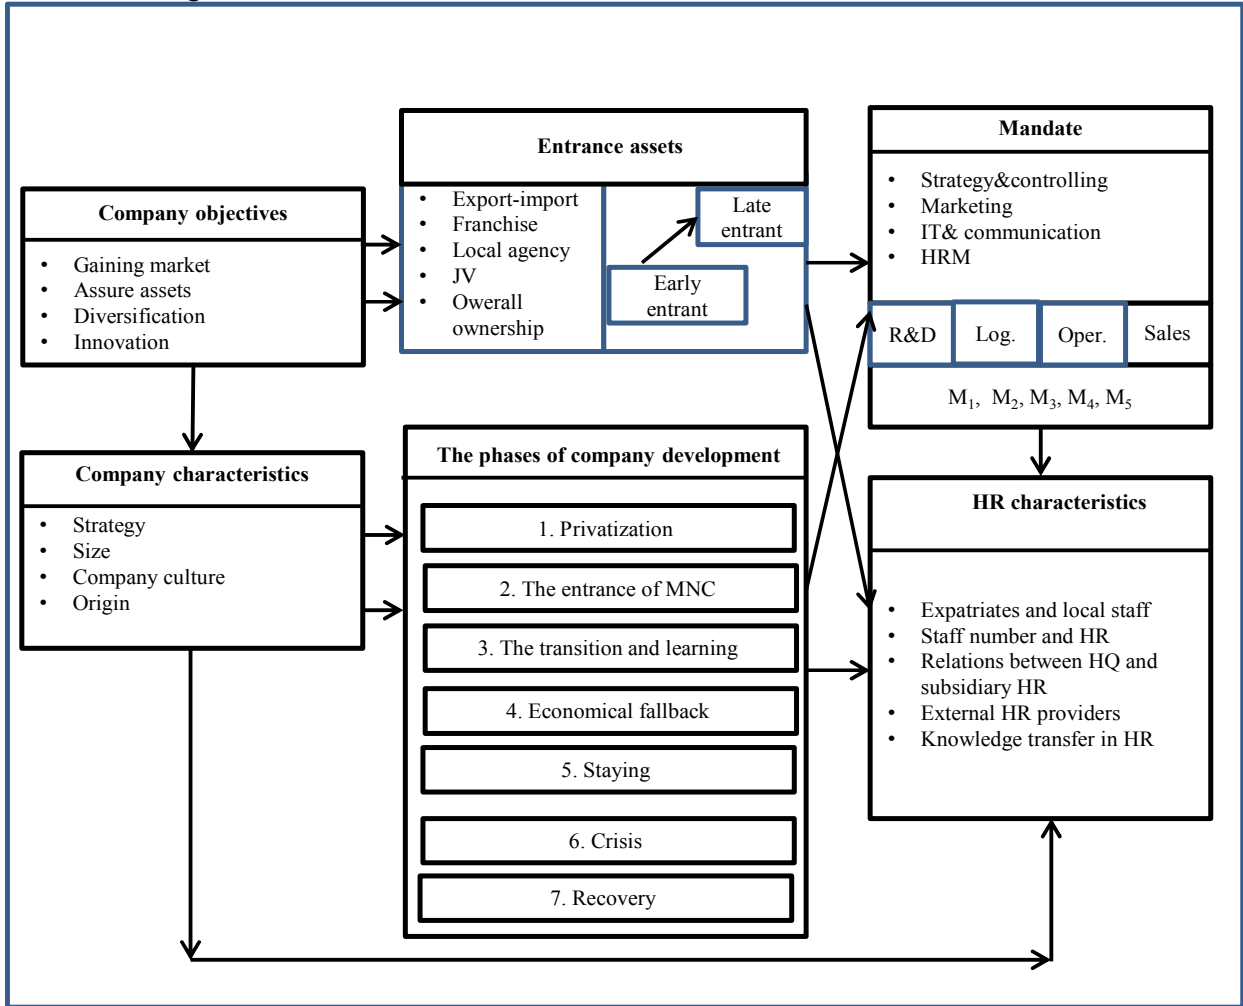 Company objectives
• Gaining market
• Assure assets
• Diversification
• Innovation
Company characteristics
• Strategy
• Size
• Company culture
• Origin
Entrance assets
• Export-import
• Franchise
• Local agency
• JV
• Owerall
ownership
Late
entrant
Early
entrant
The phases of company development
1. Privatization
2. The entrance of MNC
3. The transition and learning
4. Economical fallback
5. Staying
6. Crisis
7. Recovery
Mandate
• Strategy&controlling
• Marketing
• IT& communication
• HRM
R&D Log. Oper. Sales
M1, M2, M3, M4, M5
HR characteristics
• Expatriates and local staff
• Staff number and HR
• Relations between HQ and
subsidiary HR
• External HR providers
• Knowledge transfer in HR